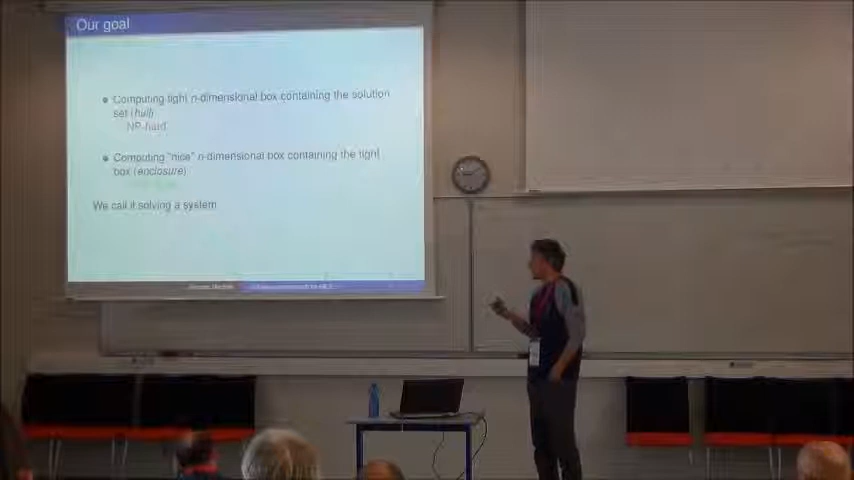 Our goal
Computing tight n-dimensional box containing the solution
set (hull)
NP-hard
Computing "nice" n-dimensional box containing the tight
box (enclosure)
We call it solving a system